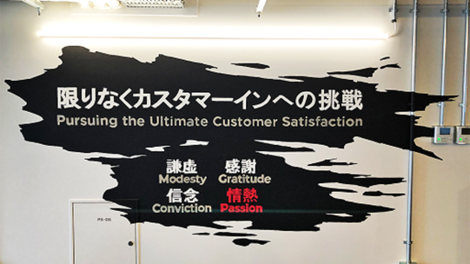 限りなくカスタマーインへの挑戦
Pursuing the Ultimate Customer Satisfaction
謙虚 感謝
Modesty Gratitude
信念 情熱
Conviction Passion